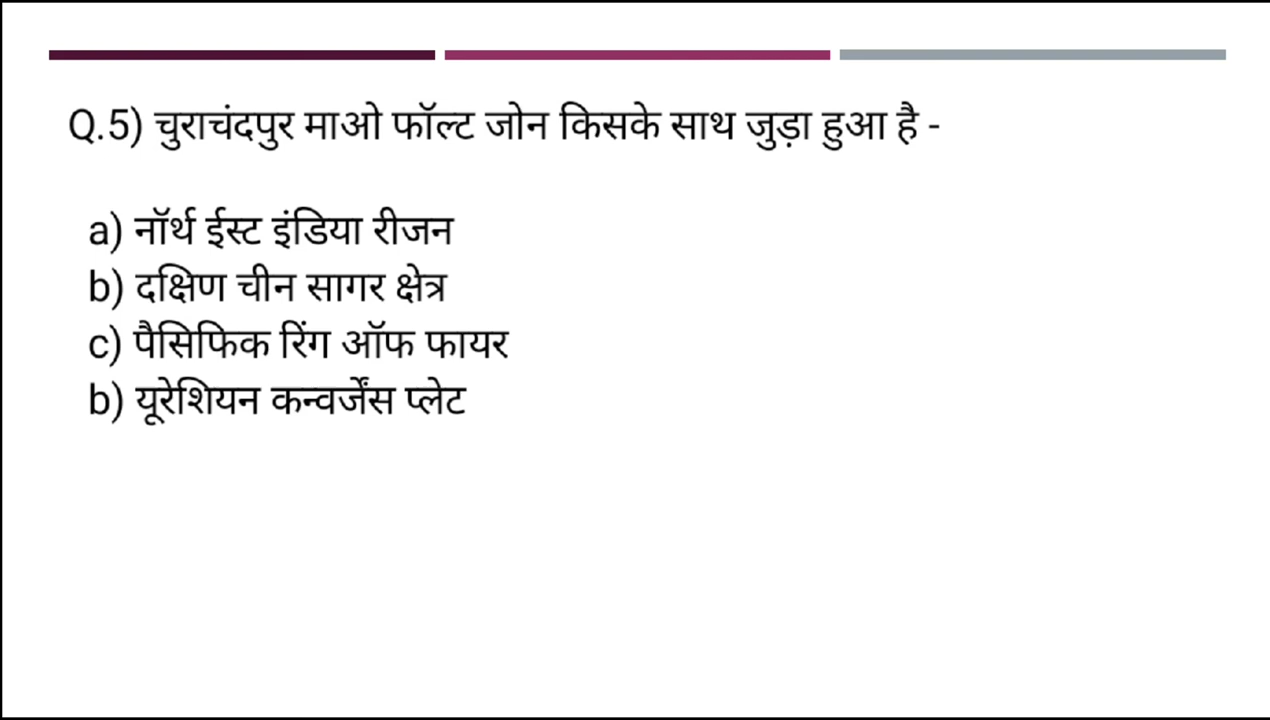 Q.5) चुराचंदपुर माओ फॉल्ट जोन किसके साथ जुड़ा हुआ है -
a) नॉर्थ ईस्ट इंडिया रीजन
b) दक्षिण चीन सागर क्षेत्र
c) पैसिफिक रिंग ऑफ फायर
b) यूरेशियन कन्वर्जेंस प्लेट